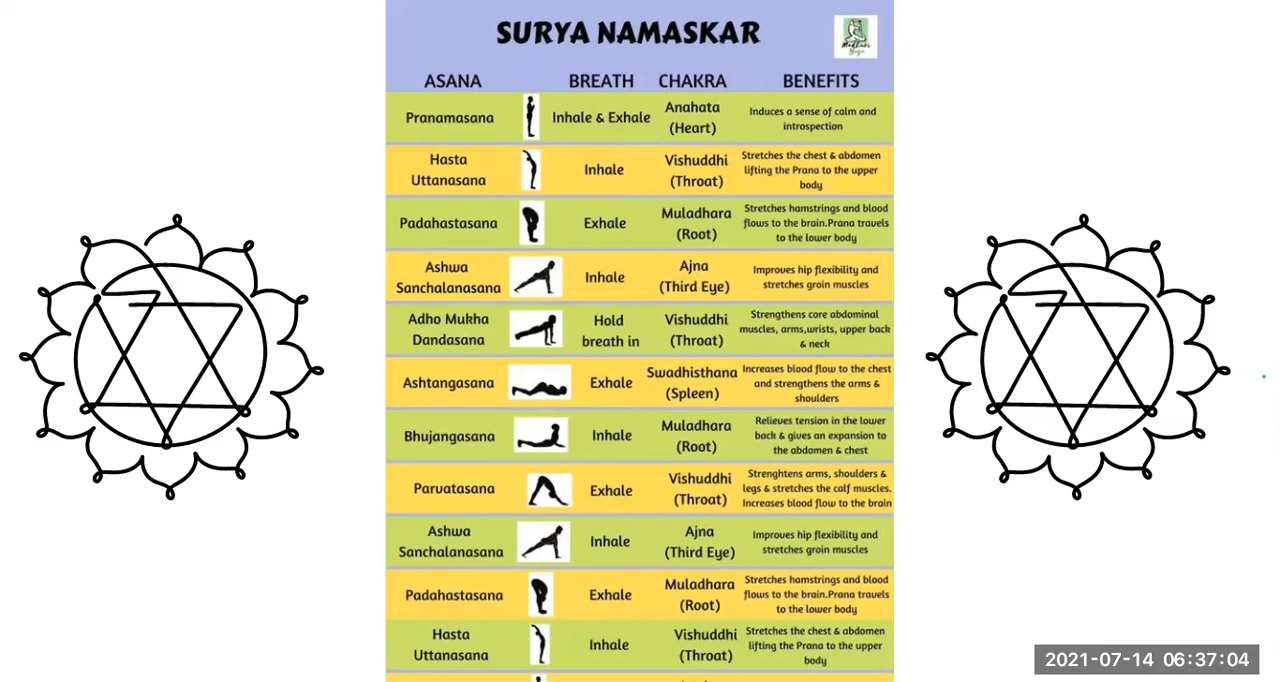 SURYA NAMASKAR
Madhavi
Yoga
ASANA BREATH CHAKRA BENEFITS
Pranamasana
Inhale & Exhale
Anahata
(Heart)
Induces a sense of calm and
introspection
Hasta
Uttanasana
Inhale
Vishuddhi
(Throat)
Stretches the chest & abdomen
lifting the Prana to the upper
body
Padahastasana
Exhale
Muladhara
(Root)
Stretches hamstrings and blood
flows to the brain.Prana travels
to the lower body
Ashwa
Sanchalanasana
Inhale
Ajna
(Third Eye)
Improves hip flexibility and
stretches groin muscles
Adho Mukha
Dandasana
Hold
breath in
Vishuddhi
(Throat)
Strengthens core abdominal
muscles, arms,wrists, upper back
& neck
Ashtangasana
Exhale
Swadhisthana
(Spleen)
Increases blood flow to the chest
and strengthens the arms &
shoulders
Bhujangasana
Inhale
Muladhara
(Root)
Relieves tension in the lower
back & gives an expansion to
the abdomen & chest
Parvatasana
Exhale
Vishuddhi
(Throat)
Strenghtens arms, shoulders &
legs & stretches the calf muscles.
Increases blood flow to the brain
Ashwa
Sanchalanasana
Inhale
Ajna
(Third Eye)
Improves hip flexibility and
stretches groin muscles
Padahastasana
Exhale
Muladhara
(Root)
Stretches hamstrings and blood
flows to the brain.Prana travels
to the lower body
Hasta
Uttanasana
Inhale
Vishuddhi
(Throat)
Stretches the chest & abdomen
lifting the Prana to the upper
body
2021-07-14 06:37:04